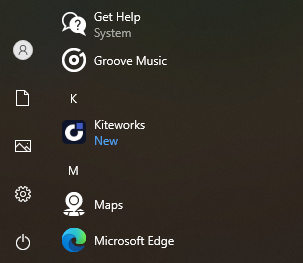 Get Help
System
Groove Music
K
Kiteworks
New
M
Maps
Microsoft Edge